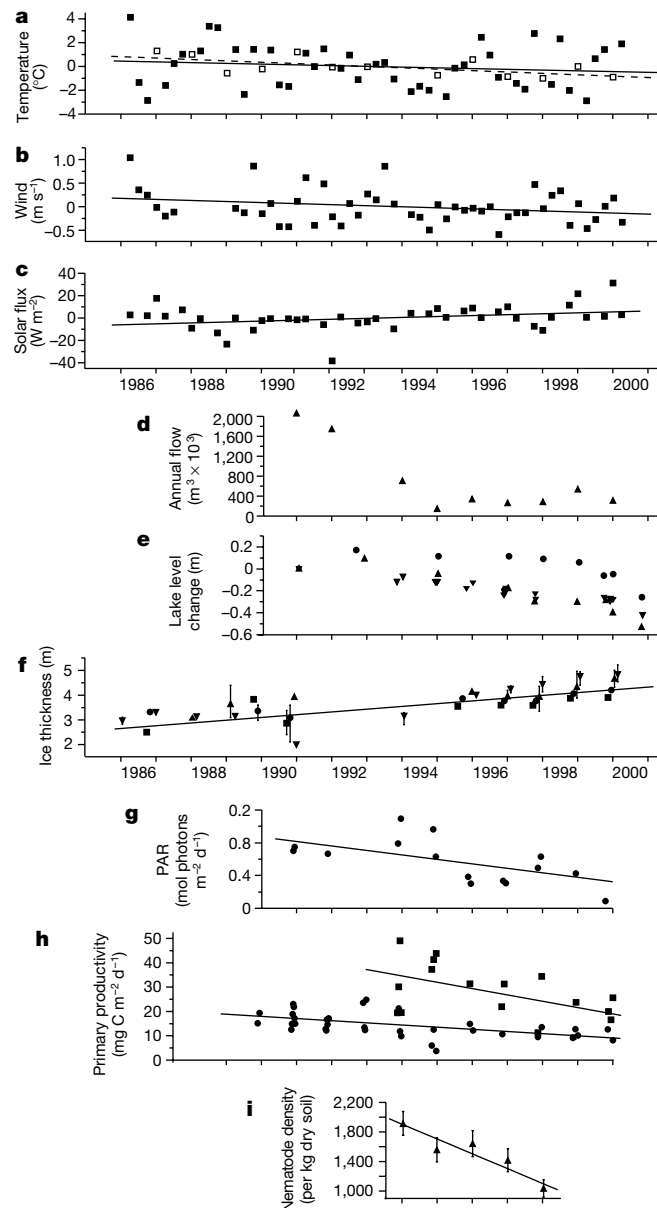 a
Temperature
(°C)
4
2
0
−2
−4
b
Wind
(m s⁻¹)
1.0
0.5
0
−0.5
c
Solar flux
(W m⁻²)
40
20
0
−20
−40
1986 1988 1990 1992 1994 1996 1998 2000
d
Annual flow
(m³ × 10³)
2,000
1,600
1,200
800
400
0
e
Lake level
change (m)
0.2
0
−0.2
−0.4
−0.6
f
Ice thickness (m)
5
4
3
2
1986 1988 1990 1992 1994 1996 1998 2000
g
PAR
(mol photons
m⁻² d⁻¹)
0.2
0.8
0.4
0
h
Primary productivity
(mg C m⁻² d⁻¹)
50
40
30
20
10
0
i
Nematode density
(per kg dry soil)
2,200
1,800
1,400
1,000